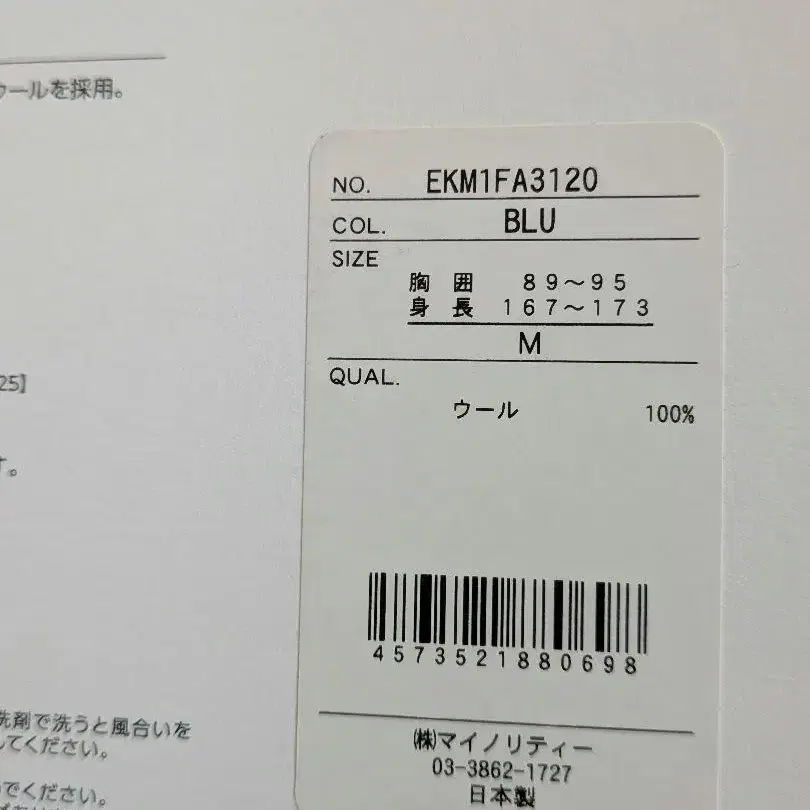 ウールを採用。
NO. EKM1FA3120
COL. BLU
SIZE
胸囲 89～95
身長 167～173
M
QUAL.
ウール 100%
25]
す。
4573521880698
洗剤で洗うと風合いを
してください。
でください。
㈱マイノリティー
03-3862-1727
日本製